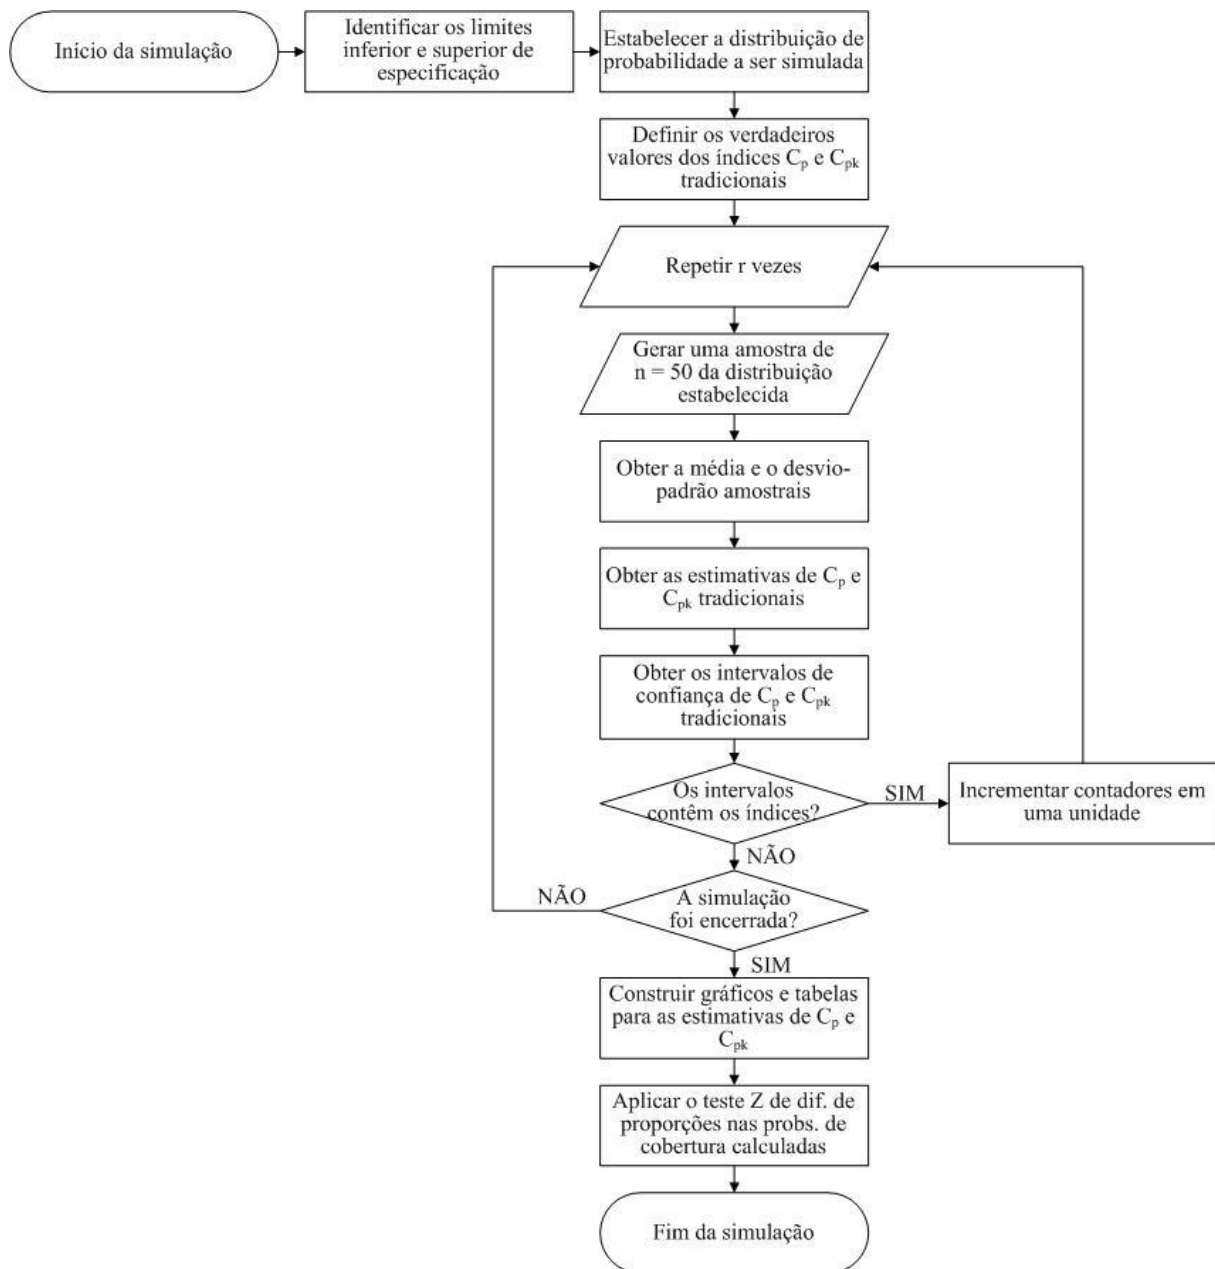 Início da simulação
Identificar os limites
inferior e superior de
especificação
Estabelecer a distribuição de
probabilidade a ser simulada
Definir os verdadeiros
valores dos índices Cp e Cpk
tradicionais
Repetir r vezes
Gerar uma amostra de
n = 50 da distribuição
estabelecida
Obter a média e o desvio-
padrão amostrais
Obter as estimativas de Cp e
Cpk tradicionais
Obter os intervalos de
confiança de Cp e Cpk
tradicionais
Os intervalos
contêm os índices?
SIM
Incrementar contadores em
uma unidade
NÃO
NÃO
A simulação
foi encerrada?
SIM
Construir gráficos e tabelas
para as estimativas de Cp e
Cpk
Aplicar o teste Z de dif. de
proporções nas probs. de
cobertura calculadas
Fim da simulação